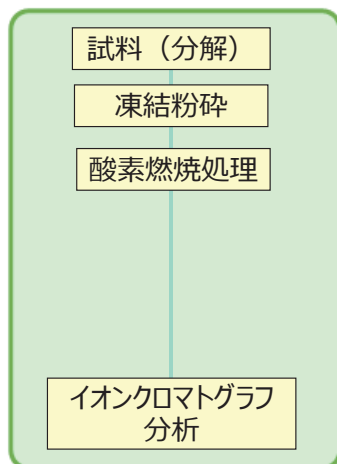 試料（分解）
凍結粉砕
酸素燃焼処理
イオンクロマトグラフ
分析